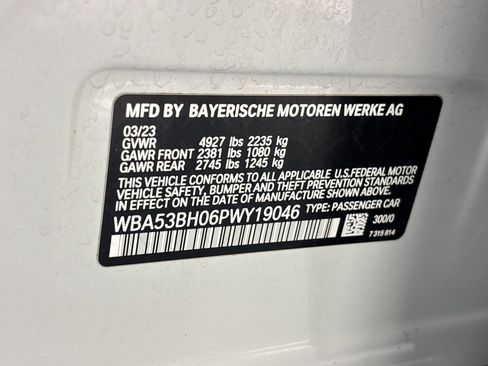 MFD BY BAYERISCHE MOTOREN WERKE AG
03/23
GVWR 4927 lbs 2235 kg
GAWR FRONT 2381 lbs 1080 kg
GAWR REAR 2745 lbs 1245 kg
THIS VEHICLE CONFORMS TO ALL APPLICABLE U.S.FEDERAL MOTOR
VEHICLE SAFETY, BUMPER AND THEFT PREVENTION STANDARDS
IN EFFECT ON THE DATE OF MANUFACTURE SHOWN ABOVE.
WBA53BH06PWY19046 TYPE: PASSENGER CAR
300/0
7 315 814